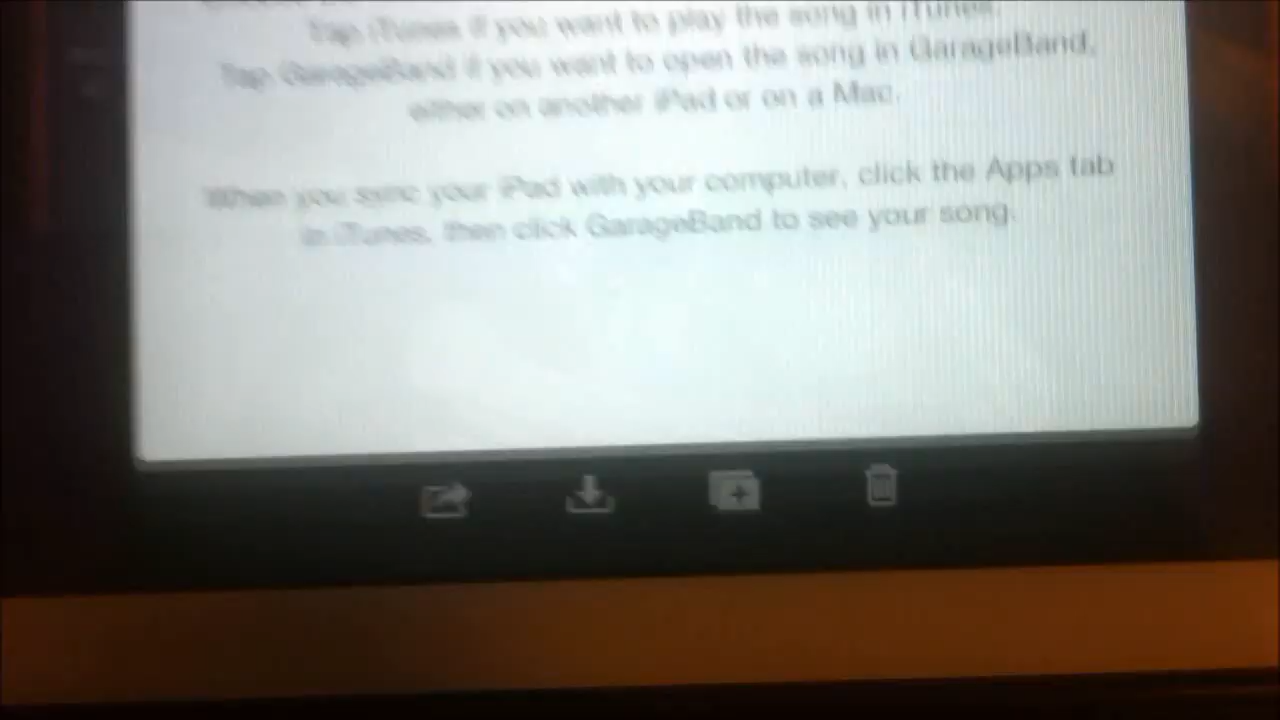 Tap iTunes if you want to play the song in iTunes.
Tap GarageBand if you want to open the song in GarageBand,
either on another iPad or on a Mac.
When you sync your iPad with your computer, click the Apps tab
in iTunes, then click GarageBand to see your song.